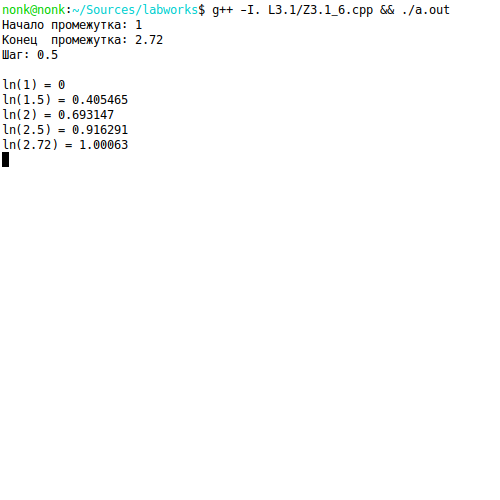 nonk@nonk:~/Sources/labworks$ g++ -I. L3.1/Z3.1_6.cpp && ./a.out
Начало промежутка: 1
Конец  промежутка: 2.72
Шаг: 0.5
ln(1) = 0
ln(1.5) = 0.405465
ln(2) = 0.693147
ln(2.5) = 0.916291
ln(2.72) = 1.00063